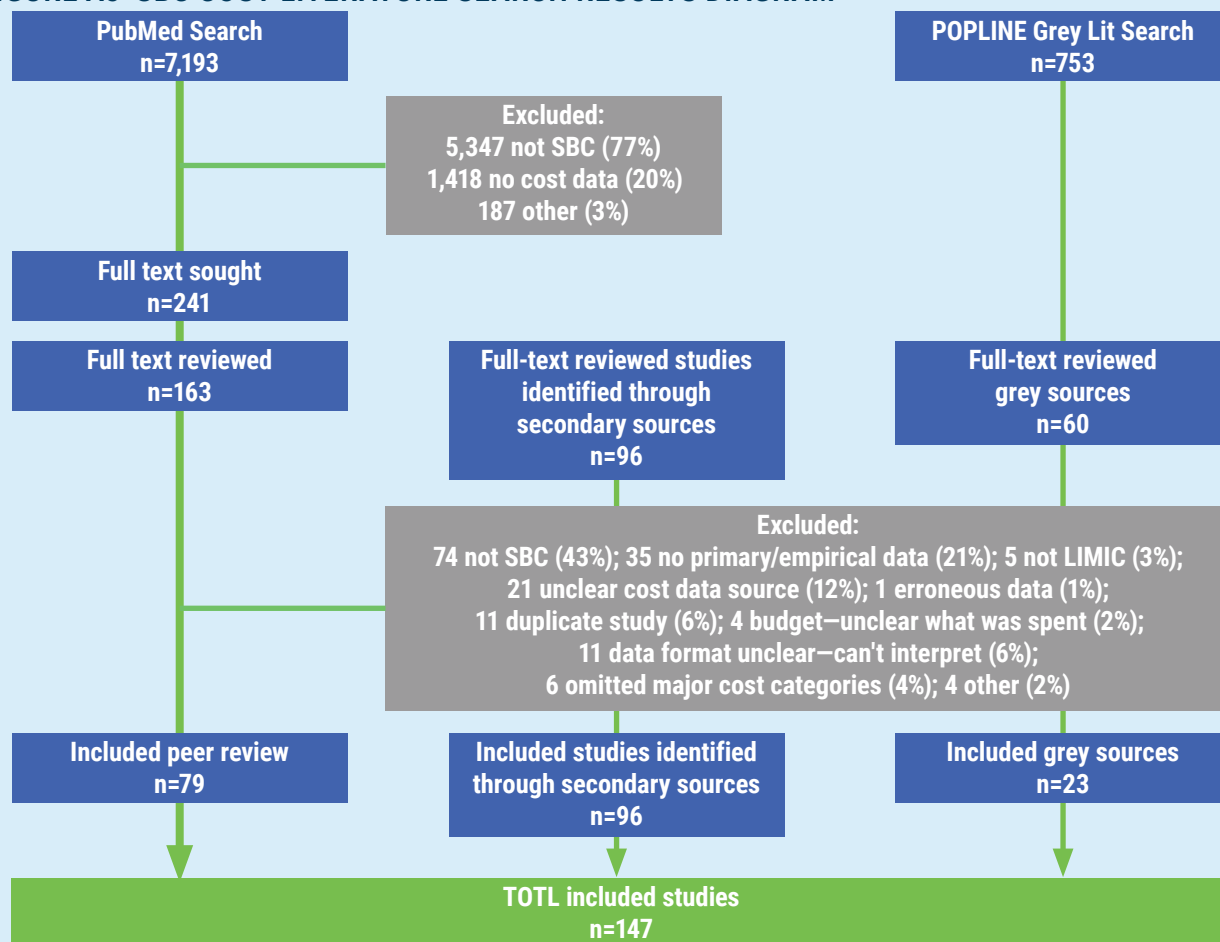 PubMed Search
n=7,193
POPLINE Grey Lit Search
n=753
Excluded:
5,347 not SBC (77%)
1,418 no cost data (20%)
187 other (3%)
Full text sought
n=241
Full text reviewed
n=163
Full-text reviewed studies
identified through
secondary sources
n=96
Full-text reviewed
grey sources
n=60
Excluded:
74 not SBC (43%); 35 no primary/empirical data (21%); 5 not LIMIC (3%);
21 unclear cost data source (12%); 1 erroneous data (1%);
11 duplicate study (6%); 4 budget—unclear what was spent (2%);
11 data format unclear—can't interpret (6%);
6 omitted major cost categories (4%); 4 other (2%)
Included peer review
n=79
Included studies identified
through secondary sources
n=96
Included grey sources
n=23
TOTL included studies
n=147